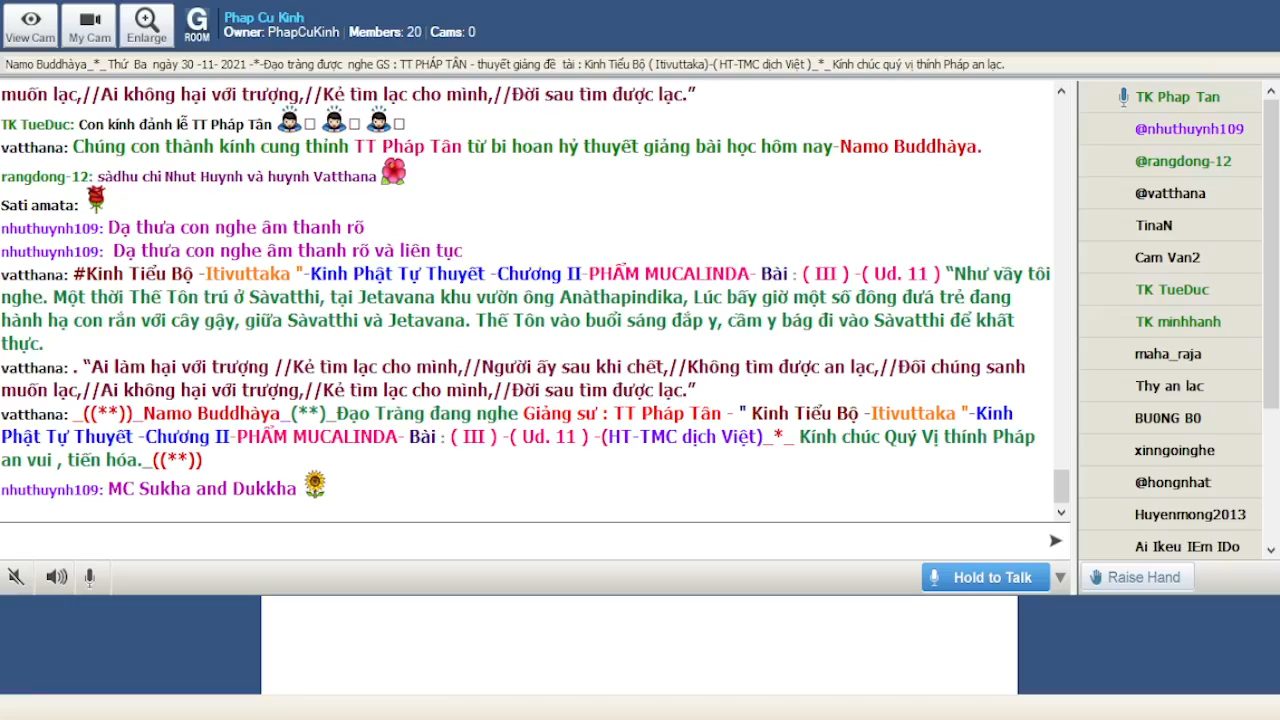 View Cam
My Cam
Enlarge
G
ROOM
Phap Cu Kinh
Owner: PhapCuKinh | Members: 20 | Cams: 0
Namo Buddhàya_*_Thứ Ba ngày 30 -11- 2021 -*-Đạo tràng được nghe GS : TT PHÁP TÂN - thuyết giảng đề tài : Kinh Tiểu Bộ ( Itivuttaka)-( HT-TMC dịch Việt )_*_ Kính chúc quý vị thính Pháp an lạc.
muốn lạc,//Ai không hại với trượng,//Kẻ tìm lạc cho mình,//Đời sau tìm được lạc.”
TK TueDuc: Con kính đảnh lễ TT Pháp Tân
vatthana: Chúng con thành kính cung thỉnh TT Pháp Tân từ bi hoan hỷ thuyết giảng bài học hôm nay-Namo Buddhàya.
rangdong-12: sàdhu chi Nhut Huynh và huynh Vatthana
Sati amata:
nhuthuynh109: Dạ thưa con nghe âm thanh rõ
nhuthuynh109: Dạ thưa con nghe âm thanh rõ và liên tục
vatthana: #Kinh Tiểu Bộ -Itivuttaka "-Kinh Phật Tự Thuyết -Chương II-PHẨM MUCALINDA- Bài : ( III ) -( Ud. 11 ) “Như vầy tôi
nghe. Một thời Thế Tôn trú ở Sàvatthi, tại Jetavana khu vườn ông Anàthapindika, Lúc bấy giờ một số đông đưá trẻ đang
hành hạ con rắn với cây gậy, giữa Sàvatthi và Jetavana. Thế Tôn vào buổi sáng đắp y, cầm y bág đi vào Sàvatthi để khất
thực.
vatthana: . “Ai làm hại với trượng //Kẻ tìm lạc cho mình,//Người ấy sau khi chết,//Không tìm được an lạc,//Đối chúng sanh
muốn lạc,//Ai không hại với trượng,//Kẻ tìm lạc cho mình,//Đời sau tìm được lạc.”
vatthana: _((**))_Namo Buddhàya_(**)_Đạo Tràng đang nghe Giảng sư : TT Pháp Tân - " Kinh Tiểu Bộ -Itivuttaka "-Kinh
Phật Tự Thuyết -Chương II-PHẨM MUCALINDA- Bài : ( III ) -( Ud. 11 ) -(HT-TMC dịch Việt)_*_ Kính chúc Quý Vị thính Pháp
an vui , tiến hóa._((**))
nhuthuynh109: MC Sukha and Dukkha
TK Phap Tan
@nhuthuynh109
@rangdong-12
@vatthana
TinaN
Cam Van2
TK TueDuc
TK minhhanh
maha_raja
Thy an lac
BU0NG B0
xinngoinghe
@hongnhat
Huyenmong2013
Ai Ikeu IEm IDo
Hold to Talk
Raise Hand